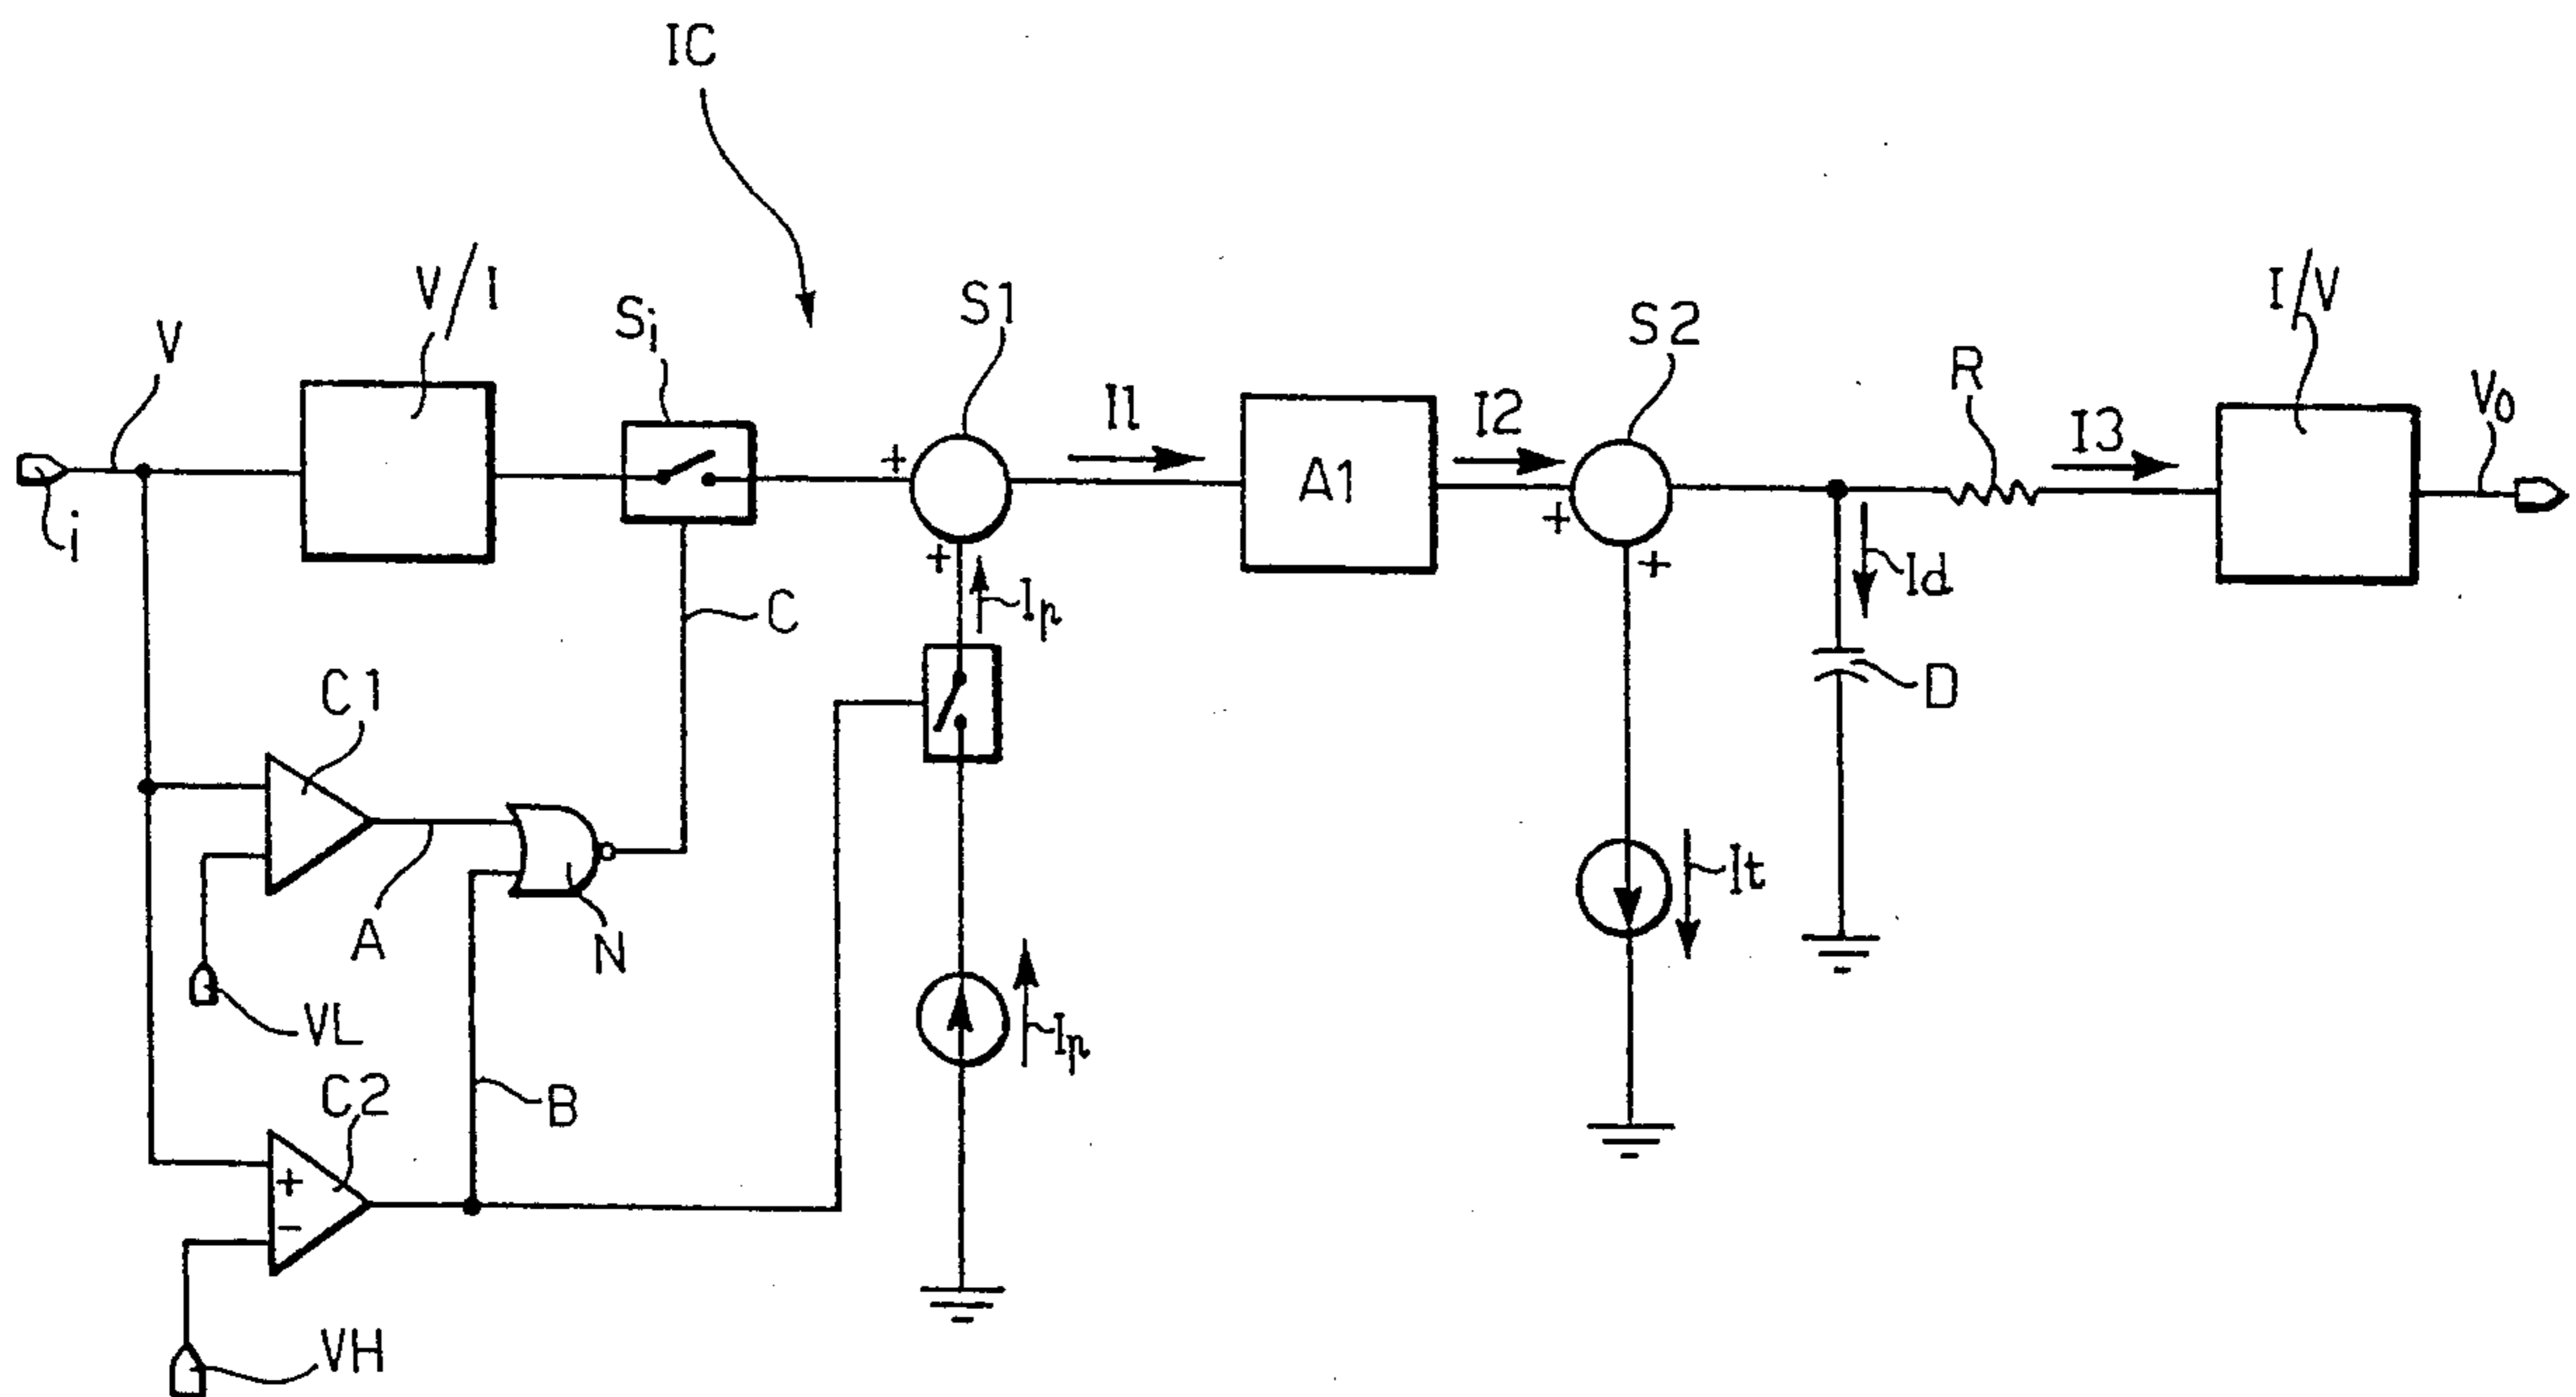 IC
V
V/I
Si
S1
I1
A1
I2
S2
R
I3
I/V
Vo
i
+
+
Ip
C
+
+
Id
D
C1
A
N
VL
It
Ip
C2
B
+
-
VH